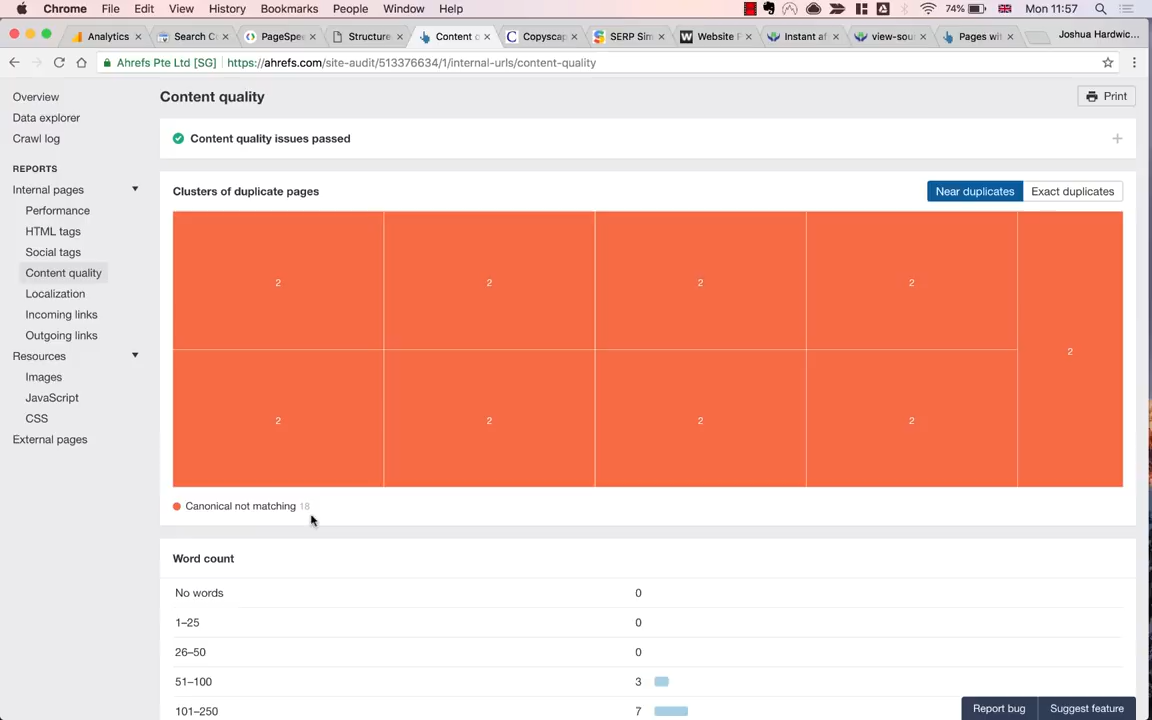 Chrome File Edit View History Bookmarks People Window Help 74% Mon 11:57
Analytics Search Co PageSpee Structure Content q Copyscap SERP Sim Website P Instant af view-sou Pages wit Joshua Hardwic...
Ahrefs Pte Ltd [SG] https://ahrefs.com/site-audit/513376634/1/internal-urls/content-quality
Overview
Data explorer
Crawl log
REPORTS
Internal pages
Performance
HTML tags
Social tags
Content quality
Localization
Incoming links
Outgoing links
Resources
Images
JavaScript
CSS
External pages
Content quality Print
Content quality issues passed
Clusters of duplicate pages Near duplicates Exact duplicates
2 2 2 2
2
2 2 2 2
Canonical not matching 18
Word count
No words 0
1–25 0
26–50 0
51–100 3
101–250 7
Report bug Suggest feature